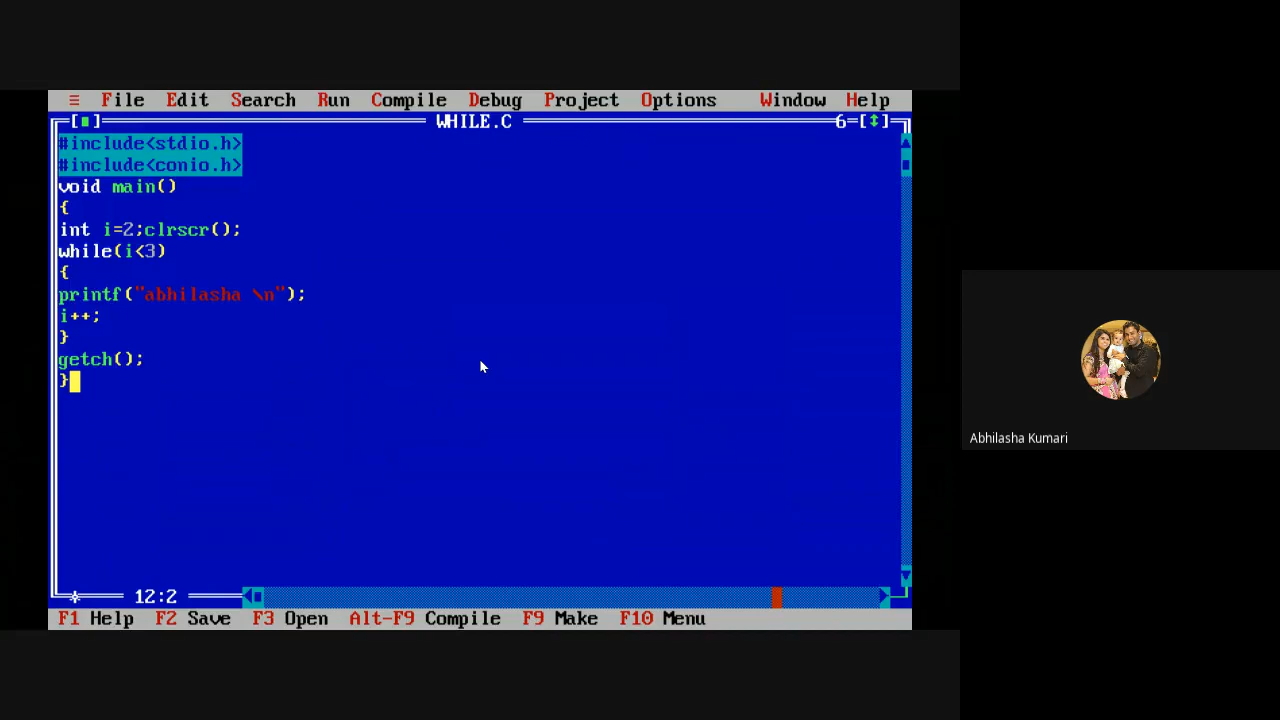 ≡ File Edit Search Run Compile Debug Project Options Window Help
[■] WHILE.C 6=[↕]
#include<stdio.h>
#include<conio.h>
void main()
{
int i=2;clrscr();
while(i<3)
{
printf("abhilasha \n");
i++;
}
getch();
}
12:2
F1 Help F2 Save F3 Open Alt-F9 Compile F9 Make F10 Menu
Abhilasha Kumari